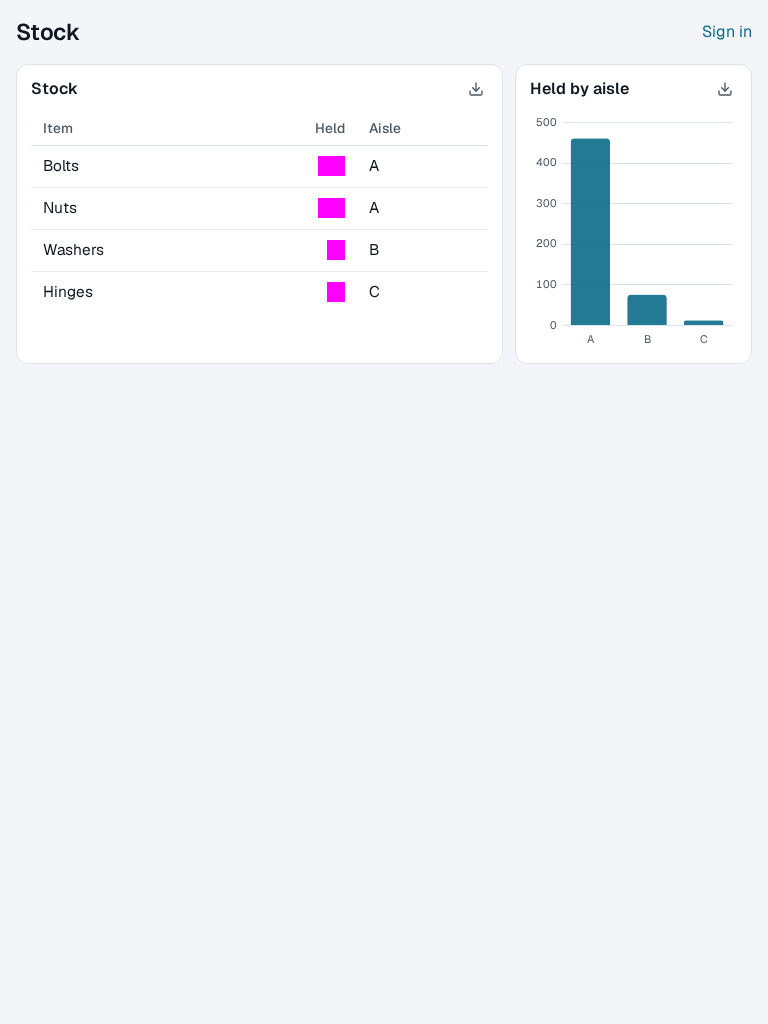 Stock
Sign in
Stock
Item Held Aisle
Bolts A
Nuts A
Washers B
Hinges C
Held by aisle
500
400
300
200
100
0
A B C